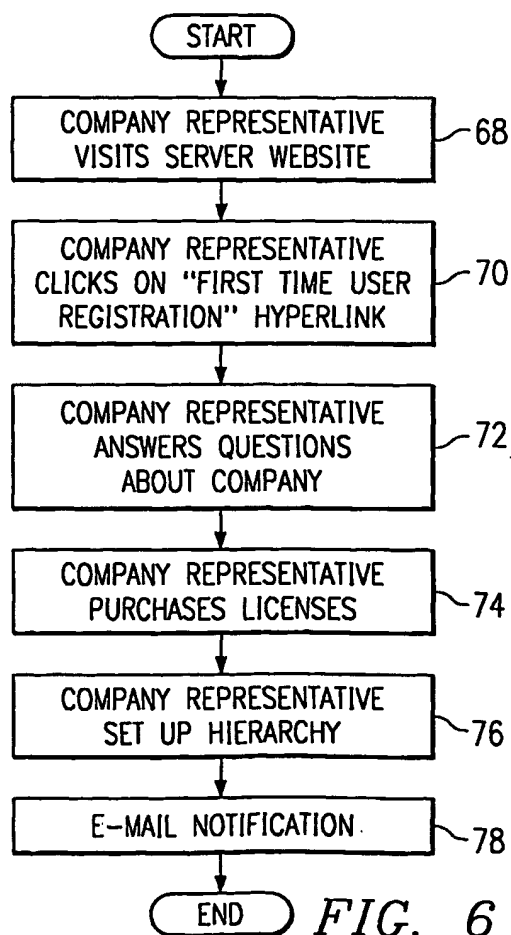 START
COMPANY REPRESENTATIVE
VISITS SERVER WEBSITE
68
COMPANY REPRESENTATIVE
CLICKS ON "FIRST TIME USER
REGISTRATION" HYPERLINK
70
COMPANY REPRESENTATIVE
ANSWERS QUESTIONS
ABOUT COMPANY
72
COMPANY REPRESENTATIVE
PURCHASES LICENSES
74
COMPANY REPRESENTATIVE
SET UP HIERARCHY
76
E-MAIL NOTIFICATION
78
END
FIG. 6